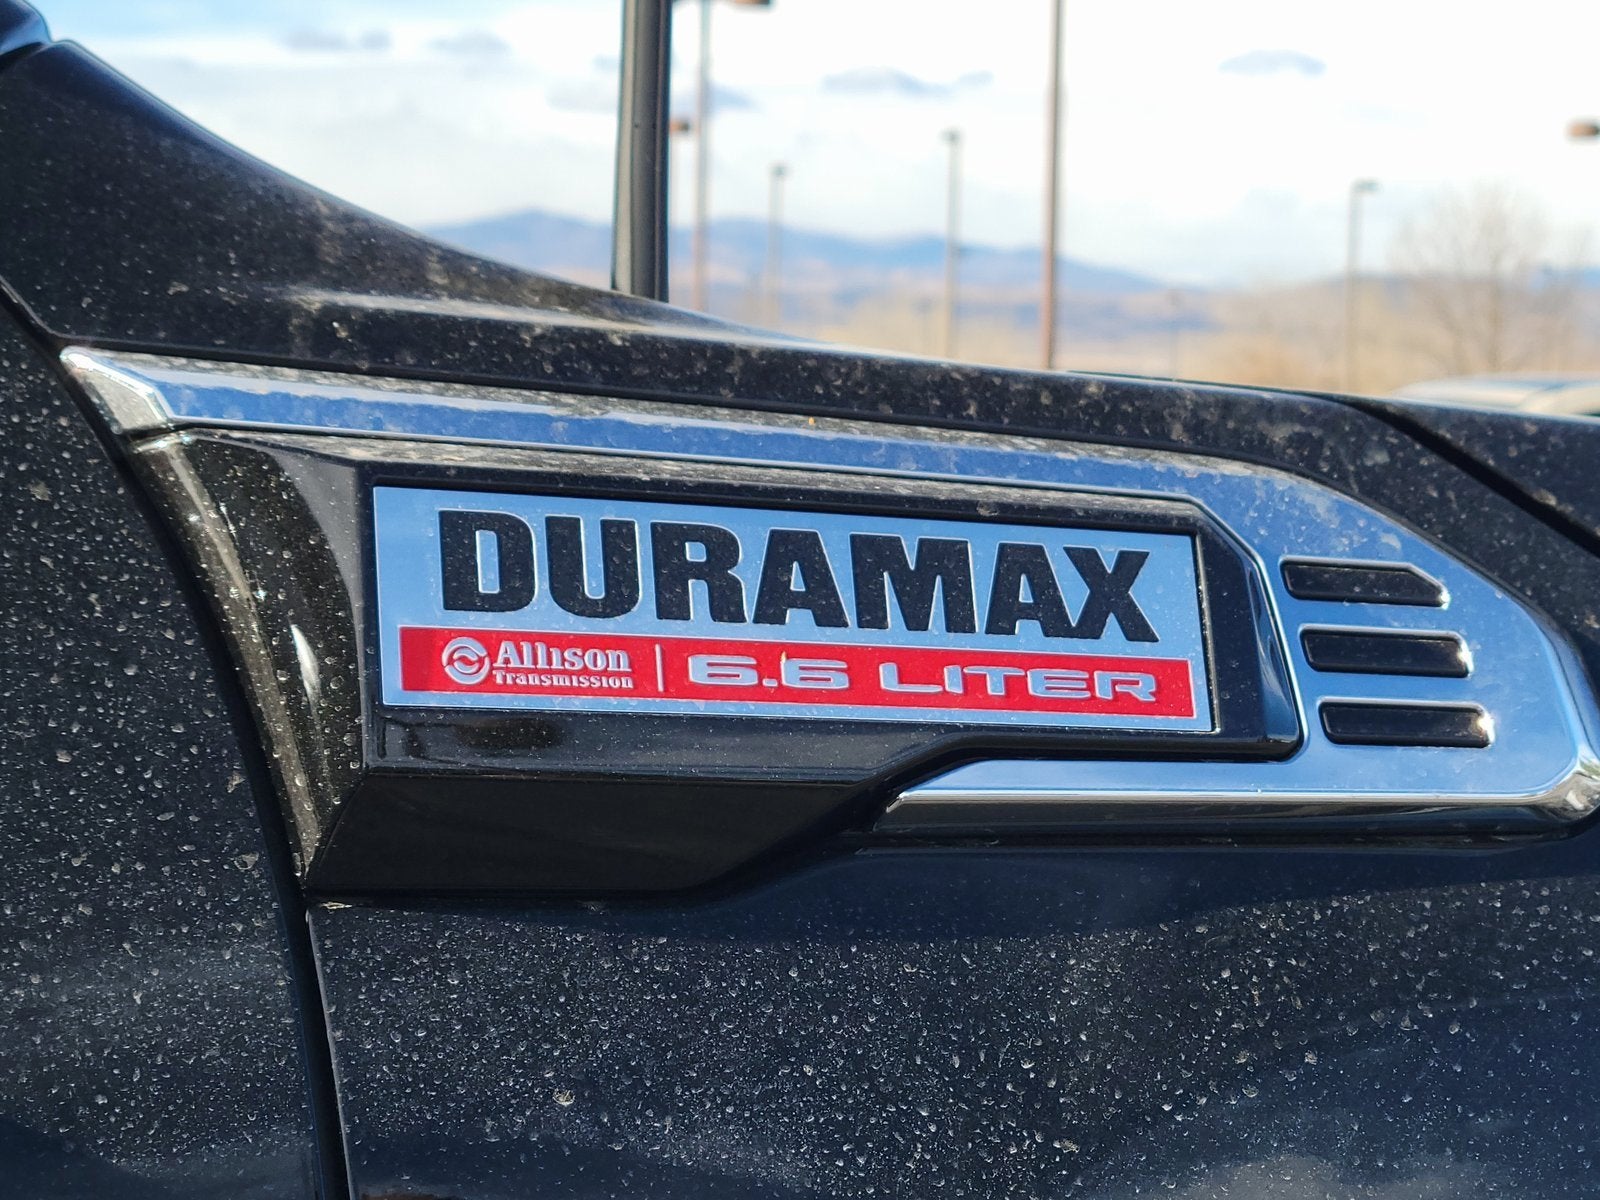 DURAMAX
Allison
Transmission
6.6 LITER